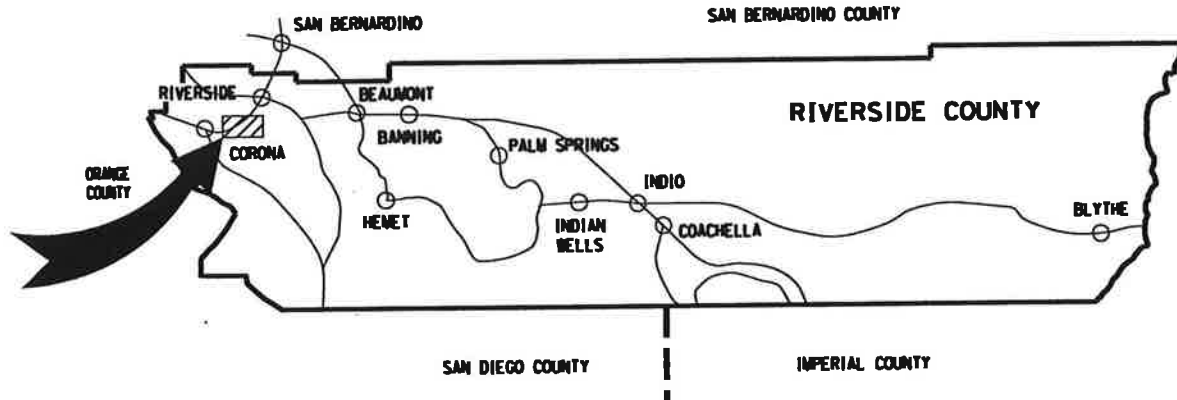 SAN BERNARDINO COUNTY
SAN BERNARDINO
RIVERSIDE
BEAUMONT
RIVERSIDE COUNTY
BANNING
CORONA
PALM SPRINGS
ORANGE
COUNTY
HEMET
INDIAN
WELLS
INDIO
COACHELLA
BLYTHE
SAN DIEGO COUNTY
IMPERIAL COUNTY